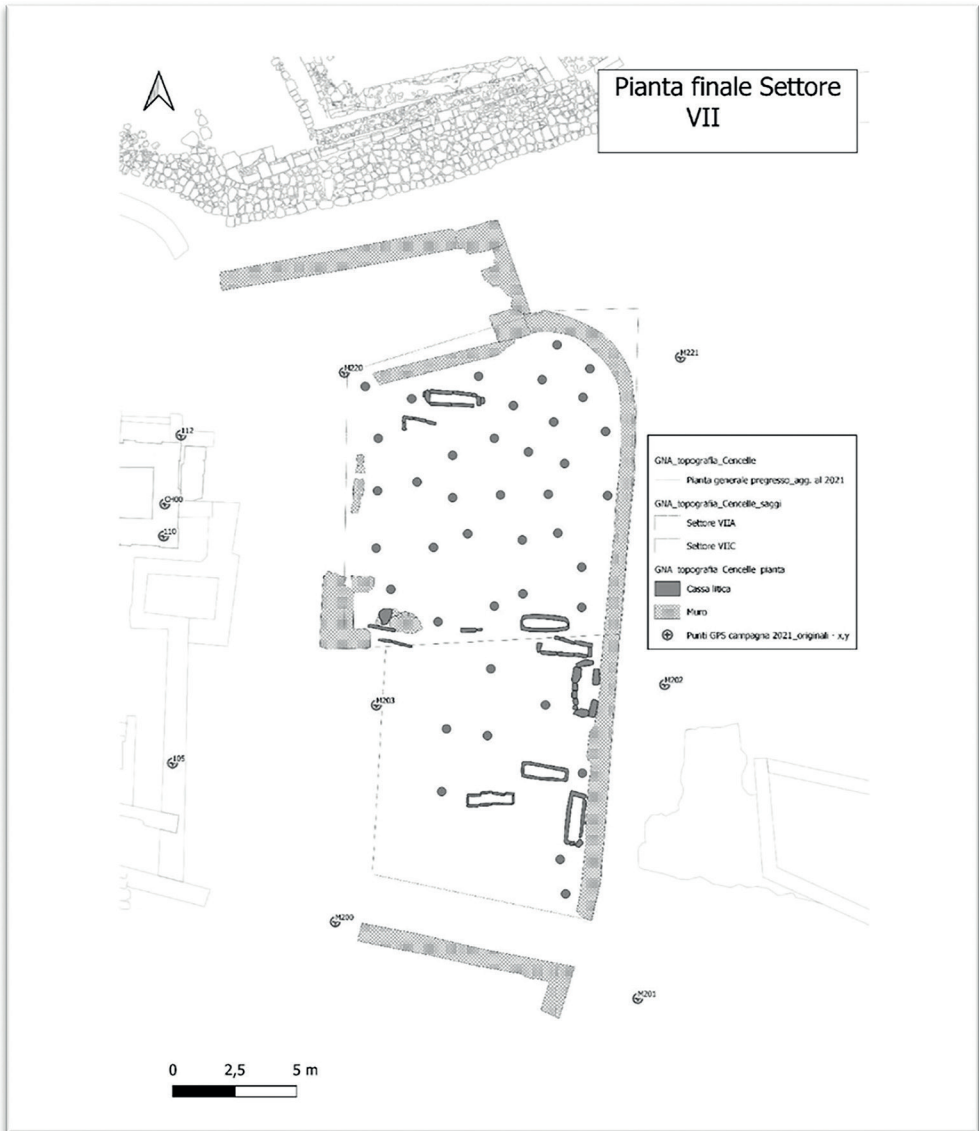 Pianta finale Settore
VII
M220
M221
112
CH00
110
GNA_topografia_Cencelle
Pianta generale pregresso_agg. al 2021
GNA_topografia_Cencelle_saggi
Settore VIIA
Settore VIIC
GNA_topografia_Cencelle_pianta
Cassa litica
Muro
Punti GPS campagna 2021_originali - x,y
M202
M203
105
M200
M201
0 2,5 5 m